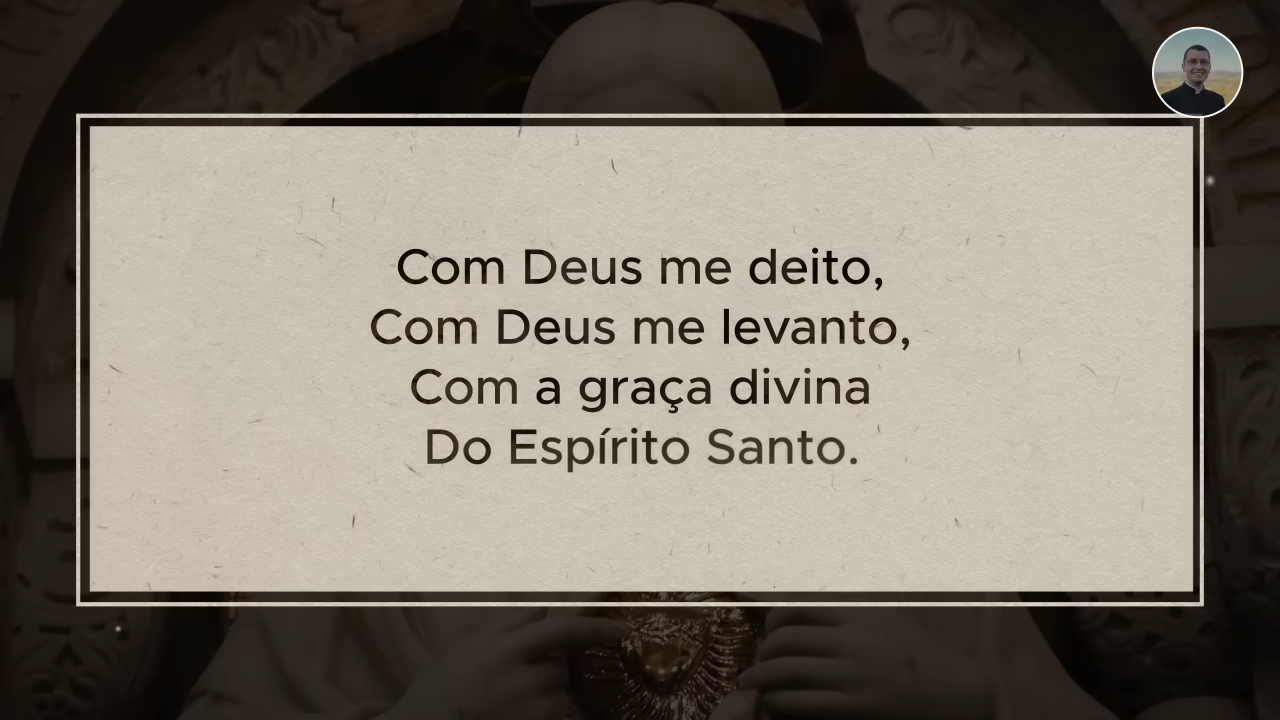 Com Deus me deito,
Com Deus me levanto,
Com a graça divina
Do Espírito Santo.